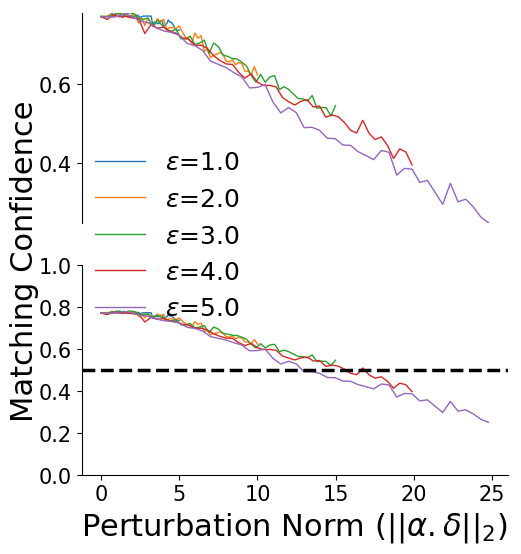 Matching Confidence
0.6
0.4
ε=1.0
ε=2.0
ε=3.0
ε=4.0
ε=5.0
1.0
0.8
0.6
0.4
0.2
0.0
0 5 10 15 20 25
Perturbation Norm (||α.δ||₂)